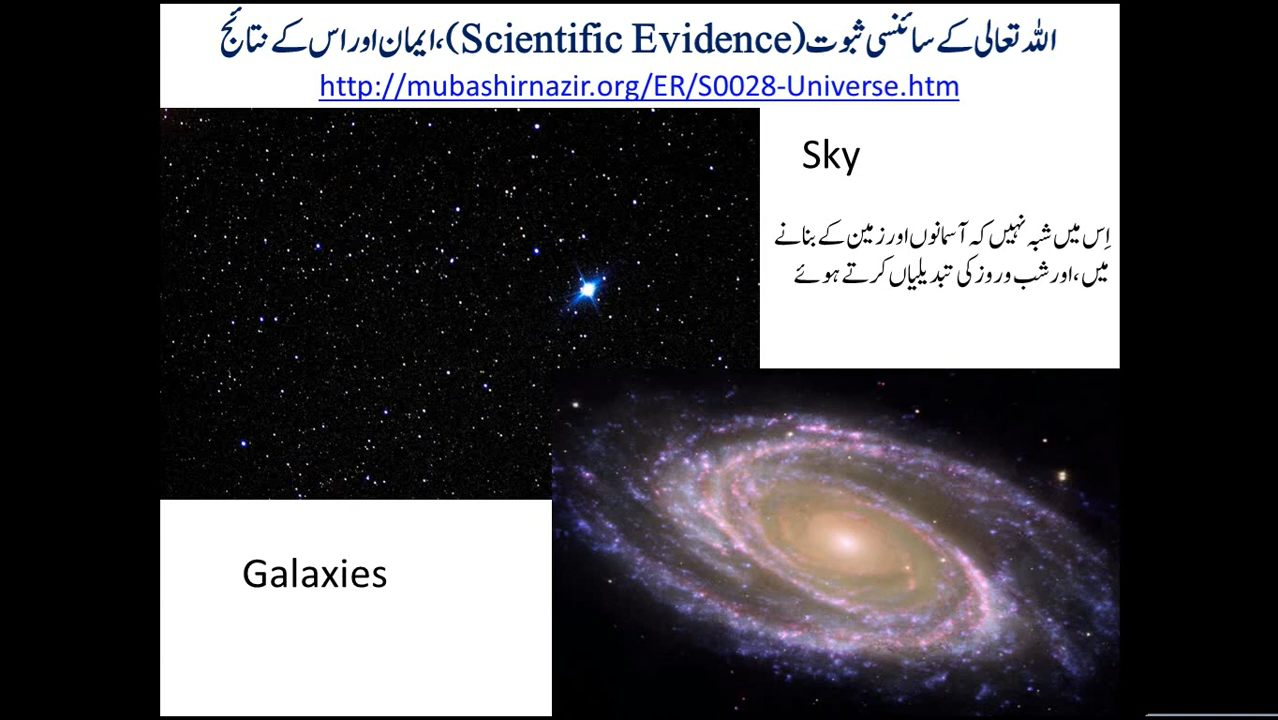 اللہ تعالی کے سائنسی ثبوت (Scientific Evidence)، ایمان اور اس کے نتائج
http://mubashirnazir.org/ER/S0028-Universe.htm
Sky
اِس میں شبہ نہیں کہ آسمانوں اور زمین کے بنانے
میں، اور شب و روز کی تبدیلیاں کرتے ہوئے
Galaxies